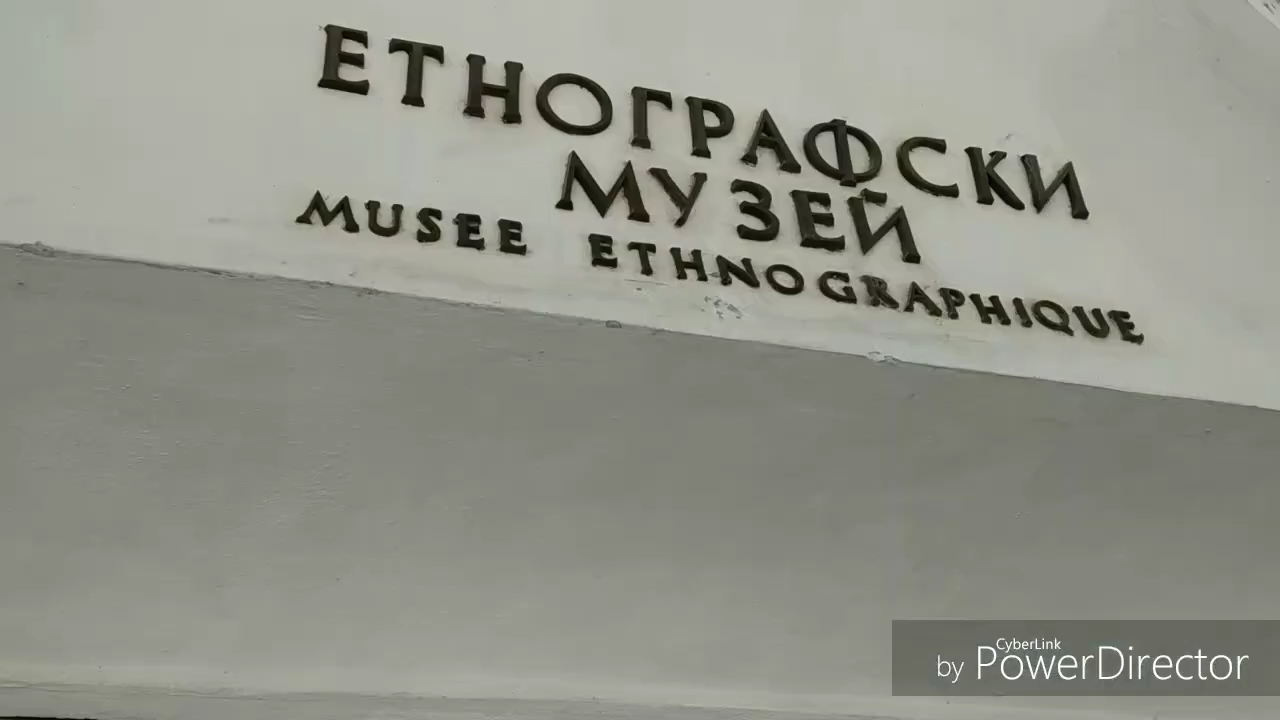 ЕТНОГРАФСКИ
МУЗЕЙ
MUSEE ETHNOGRAPHIQUE
CyberLink
by PowerDirector